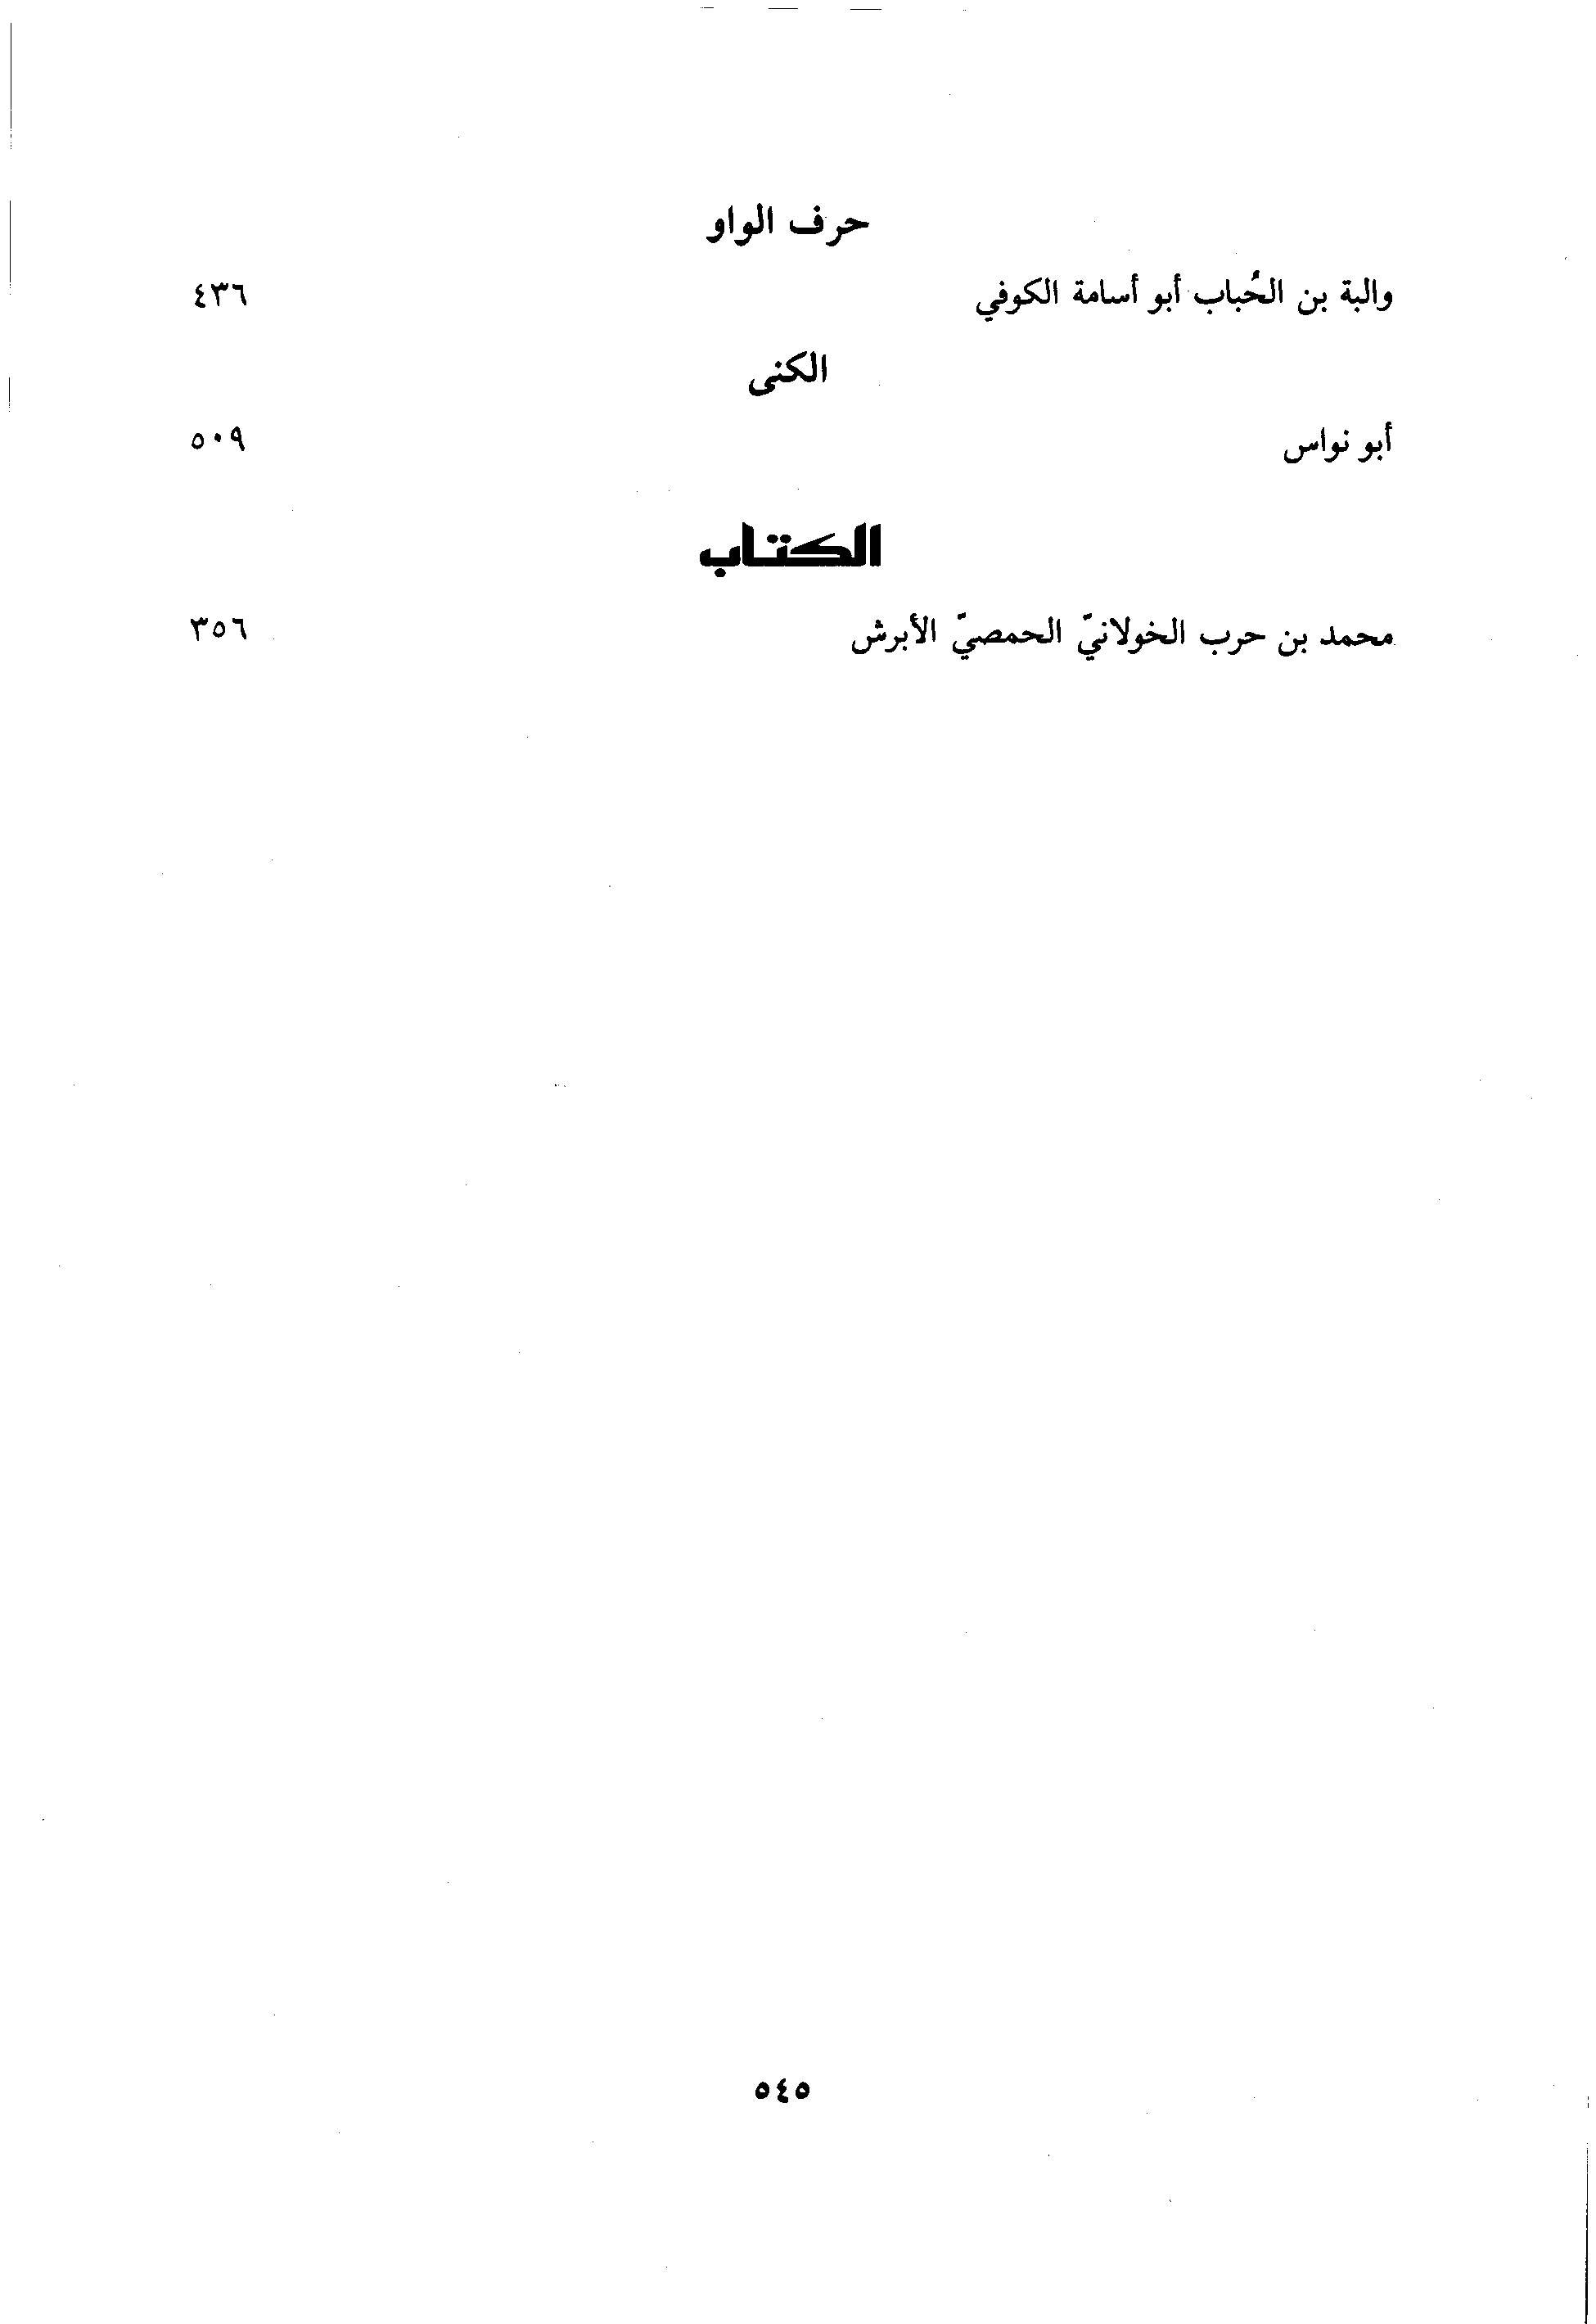 حرف الواو
والبة بن الحُباب أبو أسامة الكوفي ٤٣٦
الكنى
أبو نواس ٥٠٩
الكتاب
محمد بن حرب الخولانيّ الحمصيّ الأبرش ٣٥٦
٥٤٥